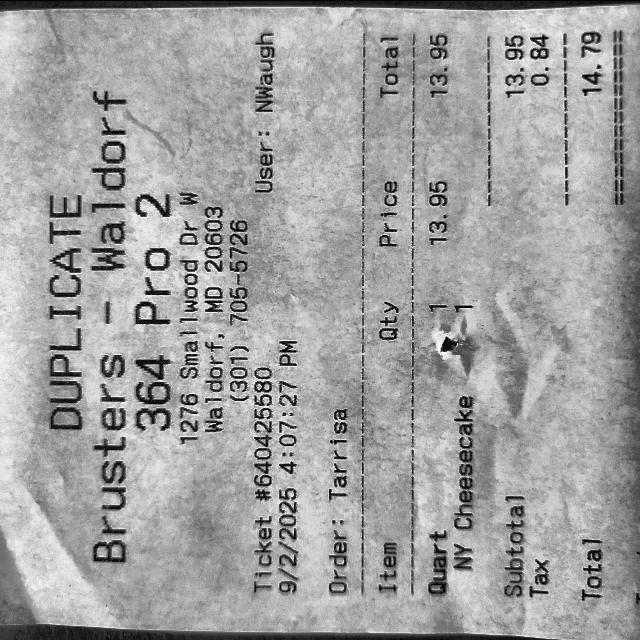 DUPLICATE
Brusters - Waldorf
364 Pro 2
1276 Smallwood Dr W
Waldorf, MD 20603
(301) 705-5726
Ticket #640425580 User: NWaugh
9/2/2025 4:07:27 PM
Order: Tarrisa
Item Qty Price Total
Quart 1 13.95 13.95
NY Cheesecake 1
Subtotal 13.95
Tax 0.84
Total 14.79